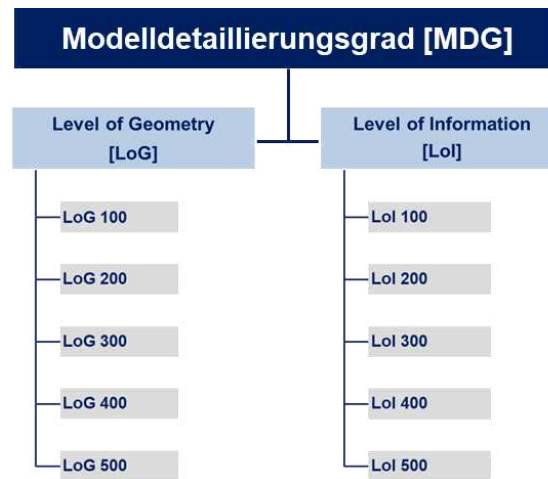 Modelldetaillierungsgrad [MDG]
Level of Geometry
[LoG]
LoG 100
LoG 200
LoG 300
LoG 400
LoG 500
Level of Information
[LoI]
LoI 100
LoI 200
LoI 300
LoI 400
LoI 500